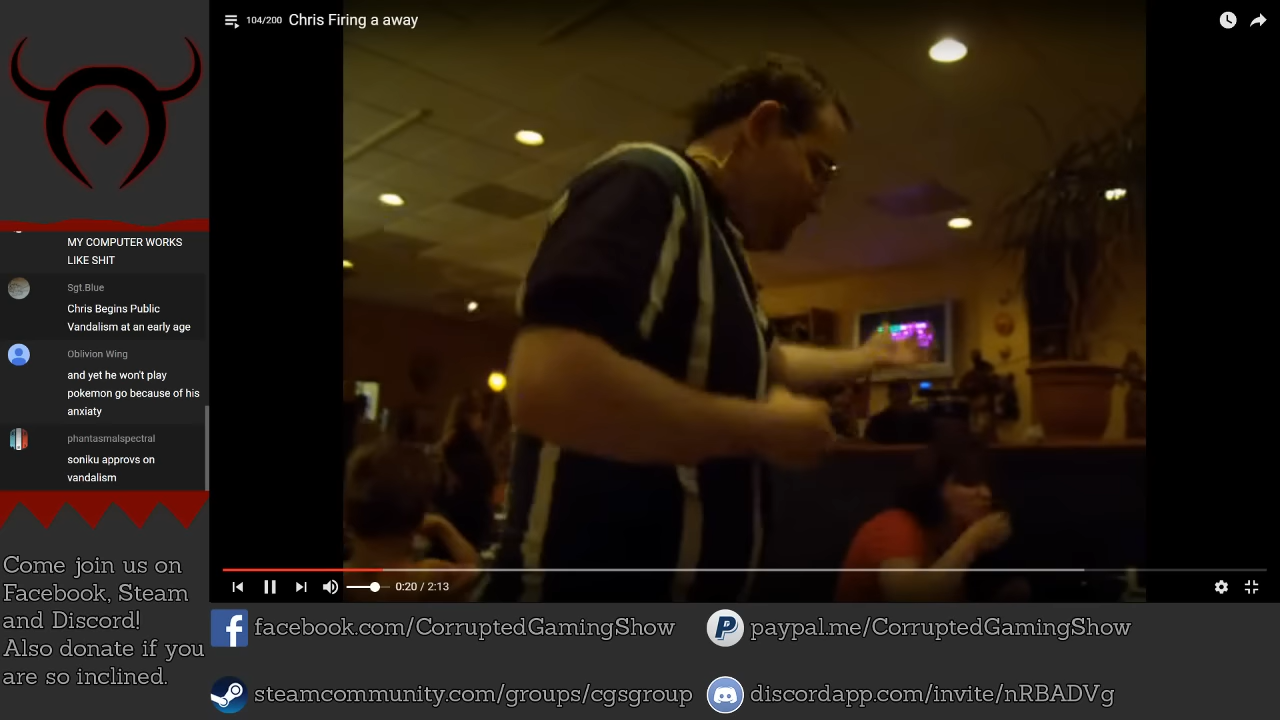 104/200 Chris Firing a away
MY COMPUTER WORKS
LIKE SHIT
Sgt.Blue
Chris Begins Public
Vandalism at an early age
Oblivion Wing
and yet he won't play
pokemon go because of his
anxiaty
phantasmalspectral
soniku approvs on
vandalism
0:20 / 2:13
Come join us on
Facebook, Steam
and Discord!
Also donate if you
are so inclined.
facebook.com/CorruptedGamingShow
paypal.me/CorruptedGamingShow
steamcommunity.com/groups/cgsgroup
discordapp.com/invite/nRBADVg